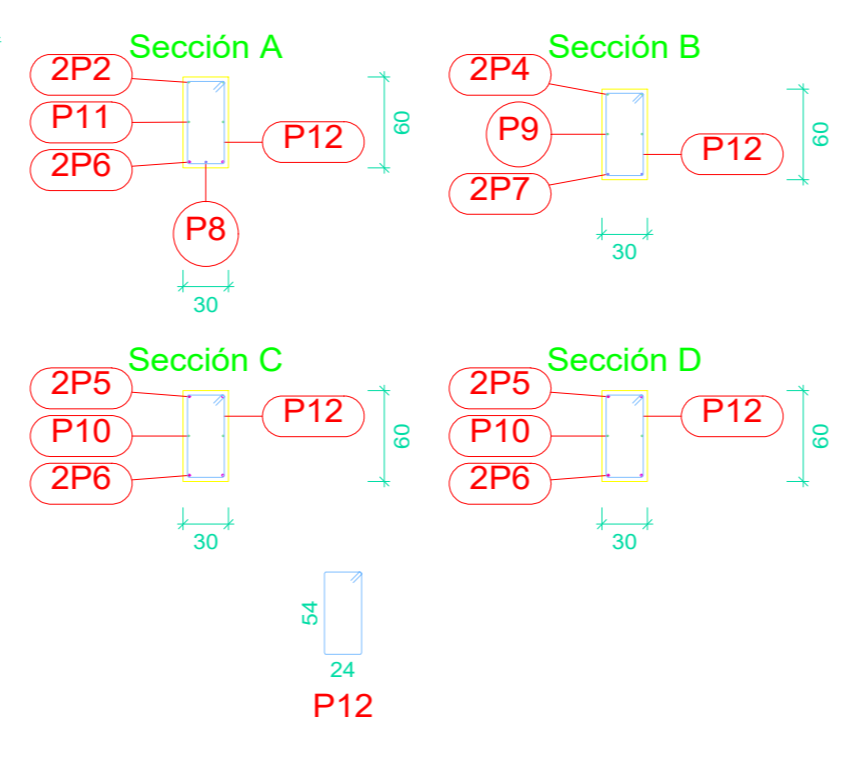 Sección A
2P2
P11
2P6
P12
P8
60
30
Sección B
2P4
P9
2P7
P12
60
30
Sección C
2P5
P10
2P6
P12
60
30
Sección D
2P5
P10
2P6
P12
60
30
54
24
P12